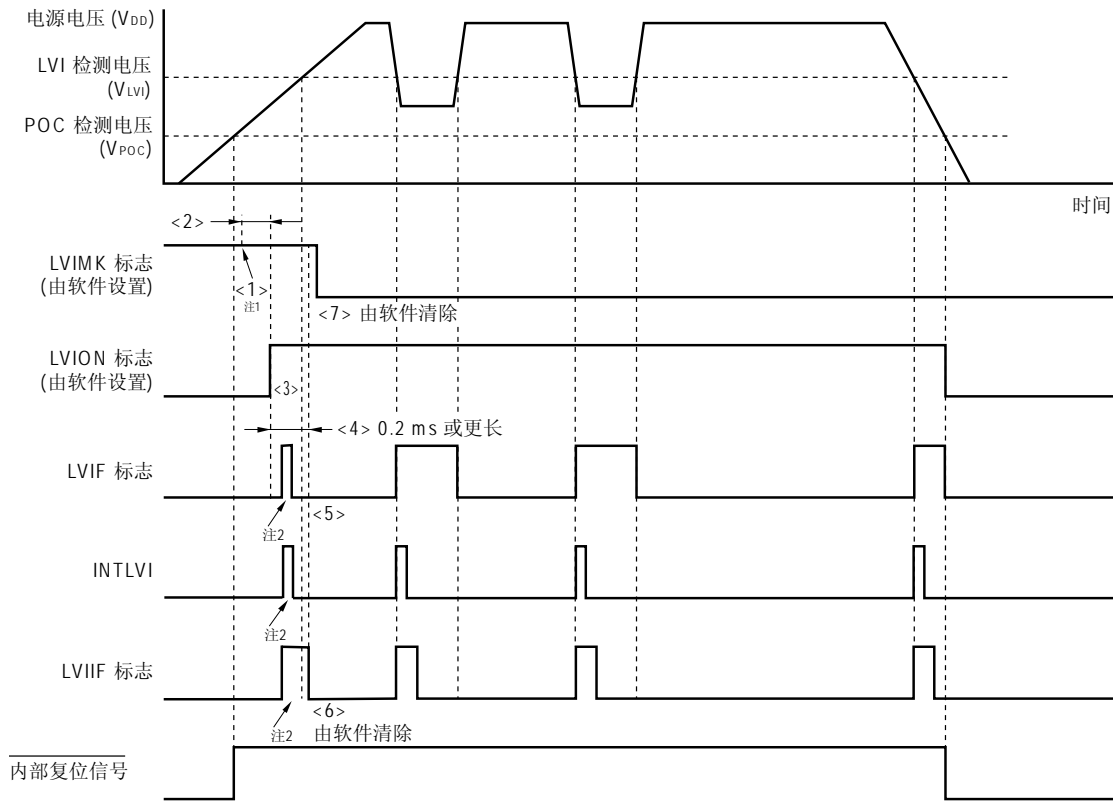 电源电压 (VDD)
LVI 检测电压
(VLVI)
POC 检测电压
(VPOC)
时间
<2>
LVIMK 标志
(由软件设置)
<1>
注1
<7> 由软件清除
LVION 标志
(由软件设置)
<3>
<4> 0.2 ms 或更长
LVIF 标志
<5>
注2
INTLVI
注2
LVIIF 标志
<6>
注2
由软件清除
内部复位信号